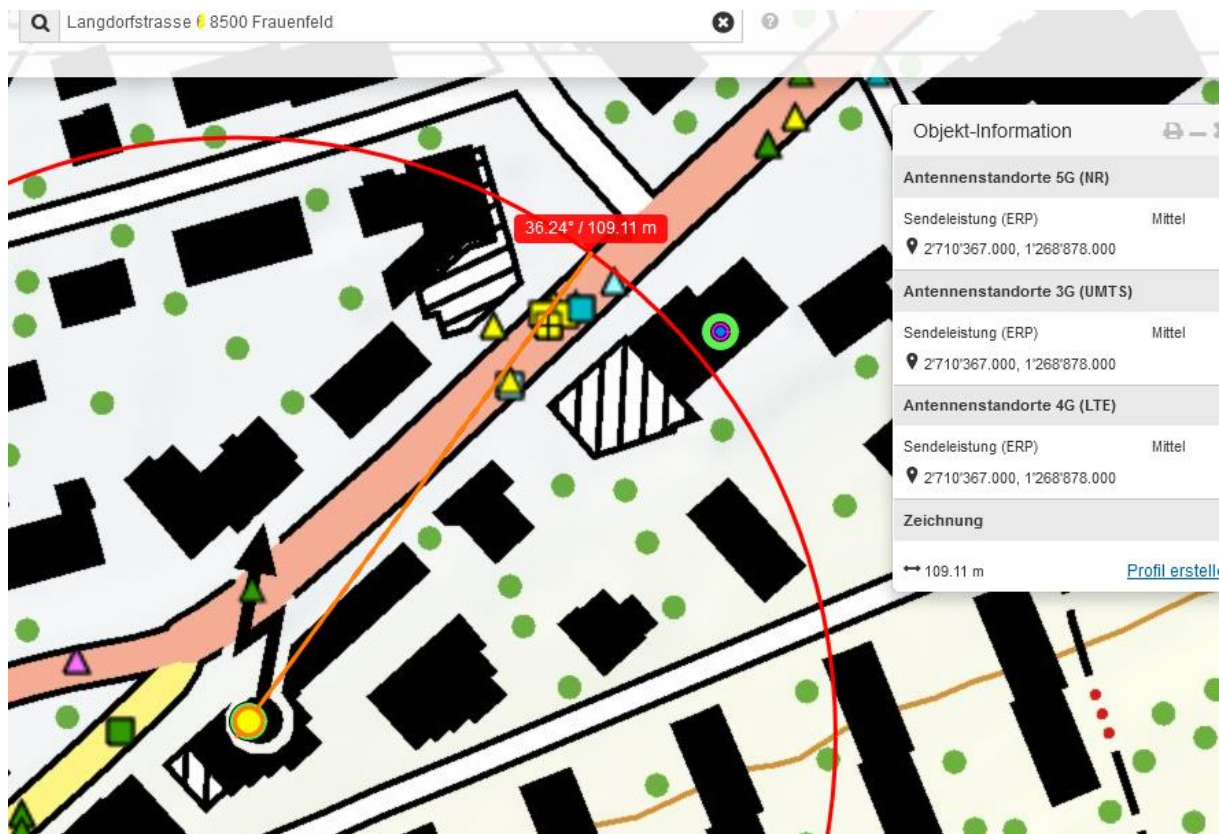 Langdorfstrasse 6 8500 Frauenfeld
36.24° / 109.11 m
Objekt-Information
Antennenstandorte 5G (NR)
Sendeleistung (ERP) Mittel
2'710'367.000, 1'268'878.000
Antennenstandorte 3G (UMTS)
Sendeleistung (ERP) Mittel
2'710'367.000, 1'268'878.000
Antennenstandorte 4G (LTE)
Sendeleistung (ERP) Mittel
2'710'367.000, 1'268'878.000
Zeichnung
109.11 m Profil erstelle